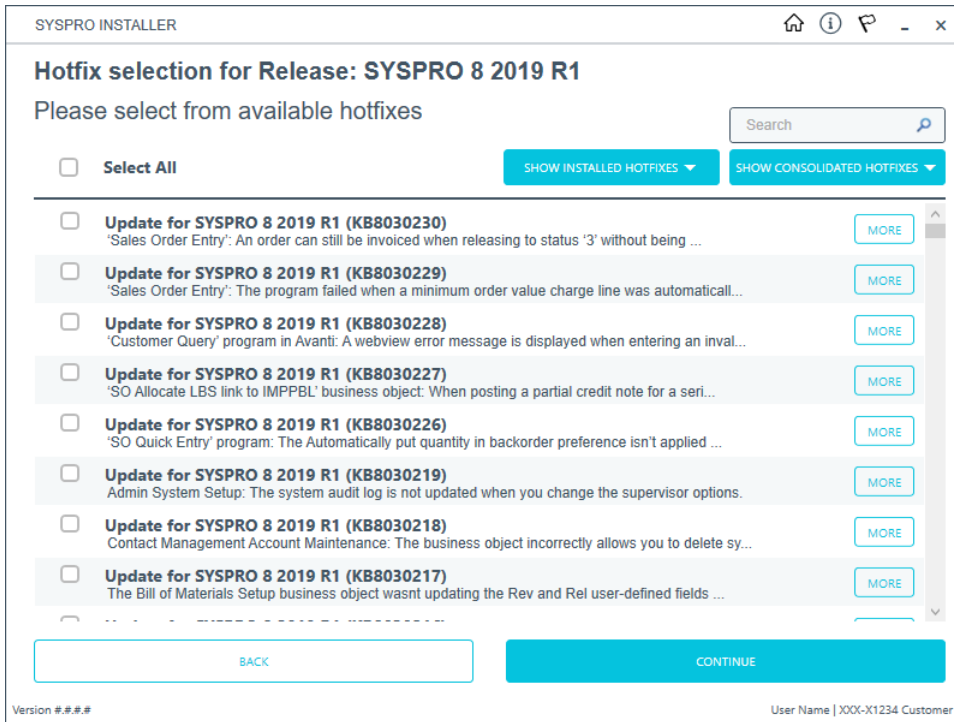 SYSPRO INSTALLER
Hotfix selection for Release: SYSPRO 8 2019 R1
Please select from available hotfixes
Search
Select All
SHOW INSTALLED HOTFIXES
SHOW CONSOLIDATED HOTFIXES
Update for SYSPRO 8 2019 R1 (KB8030230)
‘Sales Order Entry’: An order can still be invoiced when releasing to status ‘3’ without being ...
MORE
Update for SYSPRO 8 2019 R1 (KB8030229)
‘Sales Order Entry’: The program failed when a minimum order value charge line was automaticall...
MORE
Update for SYSPRO 8 2019 R1 (KB8030228)
‘Customer Query’ program in Avanti: A webview error message is displayed when entering an inval...
MORE
Update for SYSPRO 8 2019 R1 (KB8030227)
‘SO Allocate LBS link to IMPPBL’ business object: When posting a partial credit note for a seri...
MORE
Update for SYSPRO 8 2019 R1 (KB8030226)
‘SO Quick Entry’ program: The Automatically put quantity in backorder preference isn’t applied ...
MORE
Update for SYSPRO 8 2019 R1 (KB8030219)
Admin System Setup: The system audit log is not updated when you change the supervisor options.
MORE
Update for SYSPRO 8 2019 R1 (KB8030218)
Contact Management Account Maintenance: The business object incorrectly allows you to delete sy...
MORE
Update for SYSPRO 8 2019 R1 (KB8030217)
The Bill of Materials Setup business object wasnt updating the Rev and Rel user-defined fields ...
MORE
BACK
CONTINUE
Version #.#.#.#
User Name | XXX-X1234 Customer